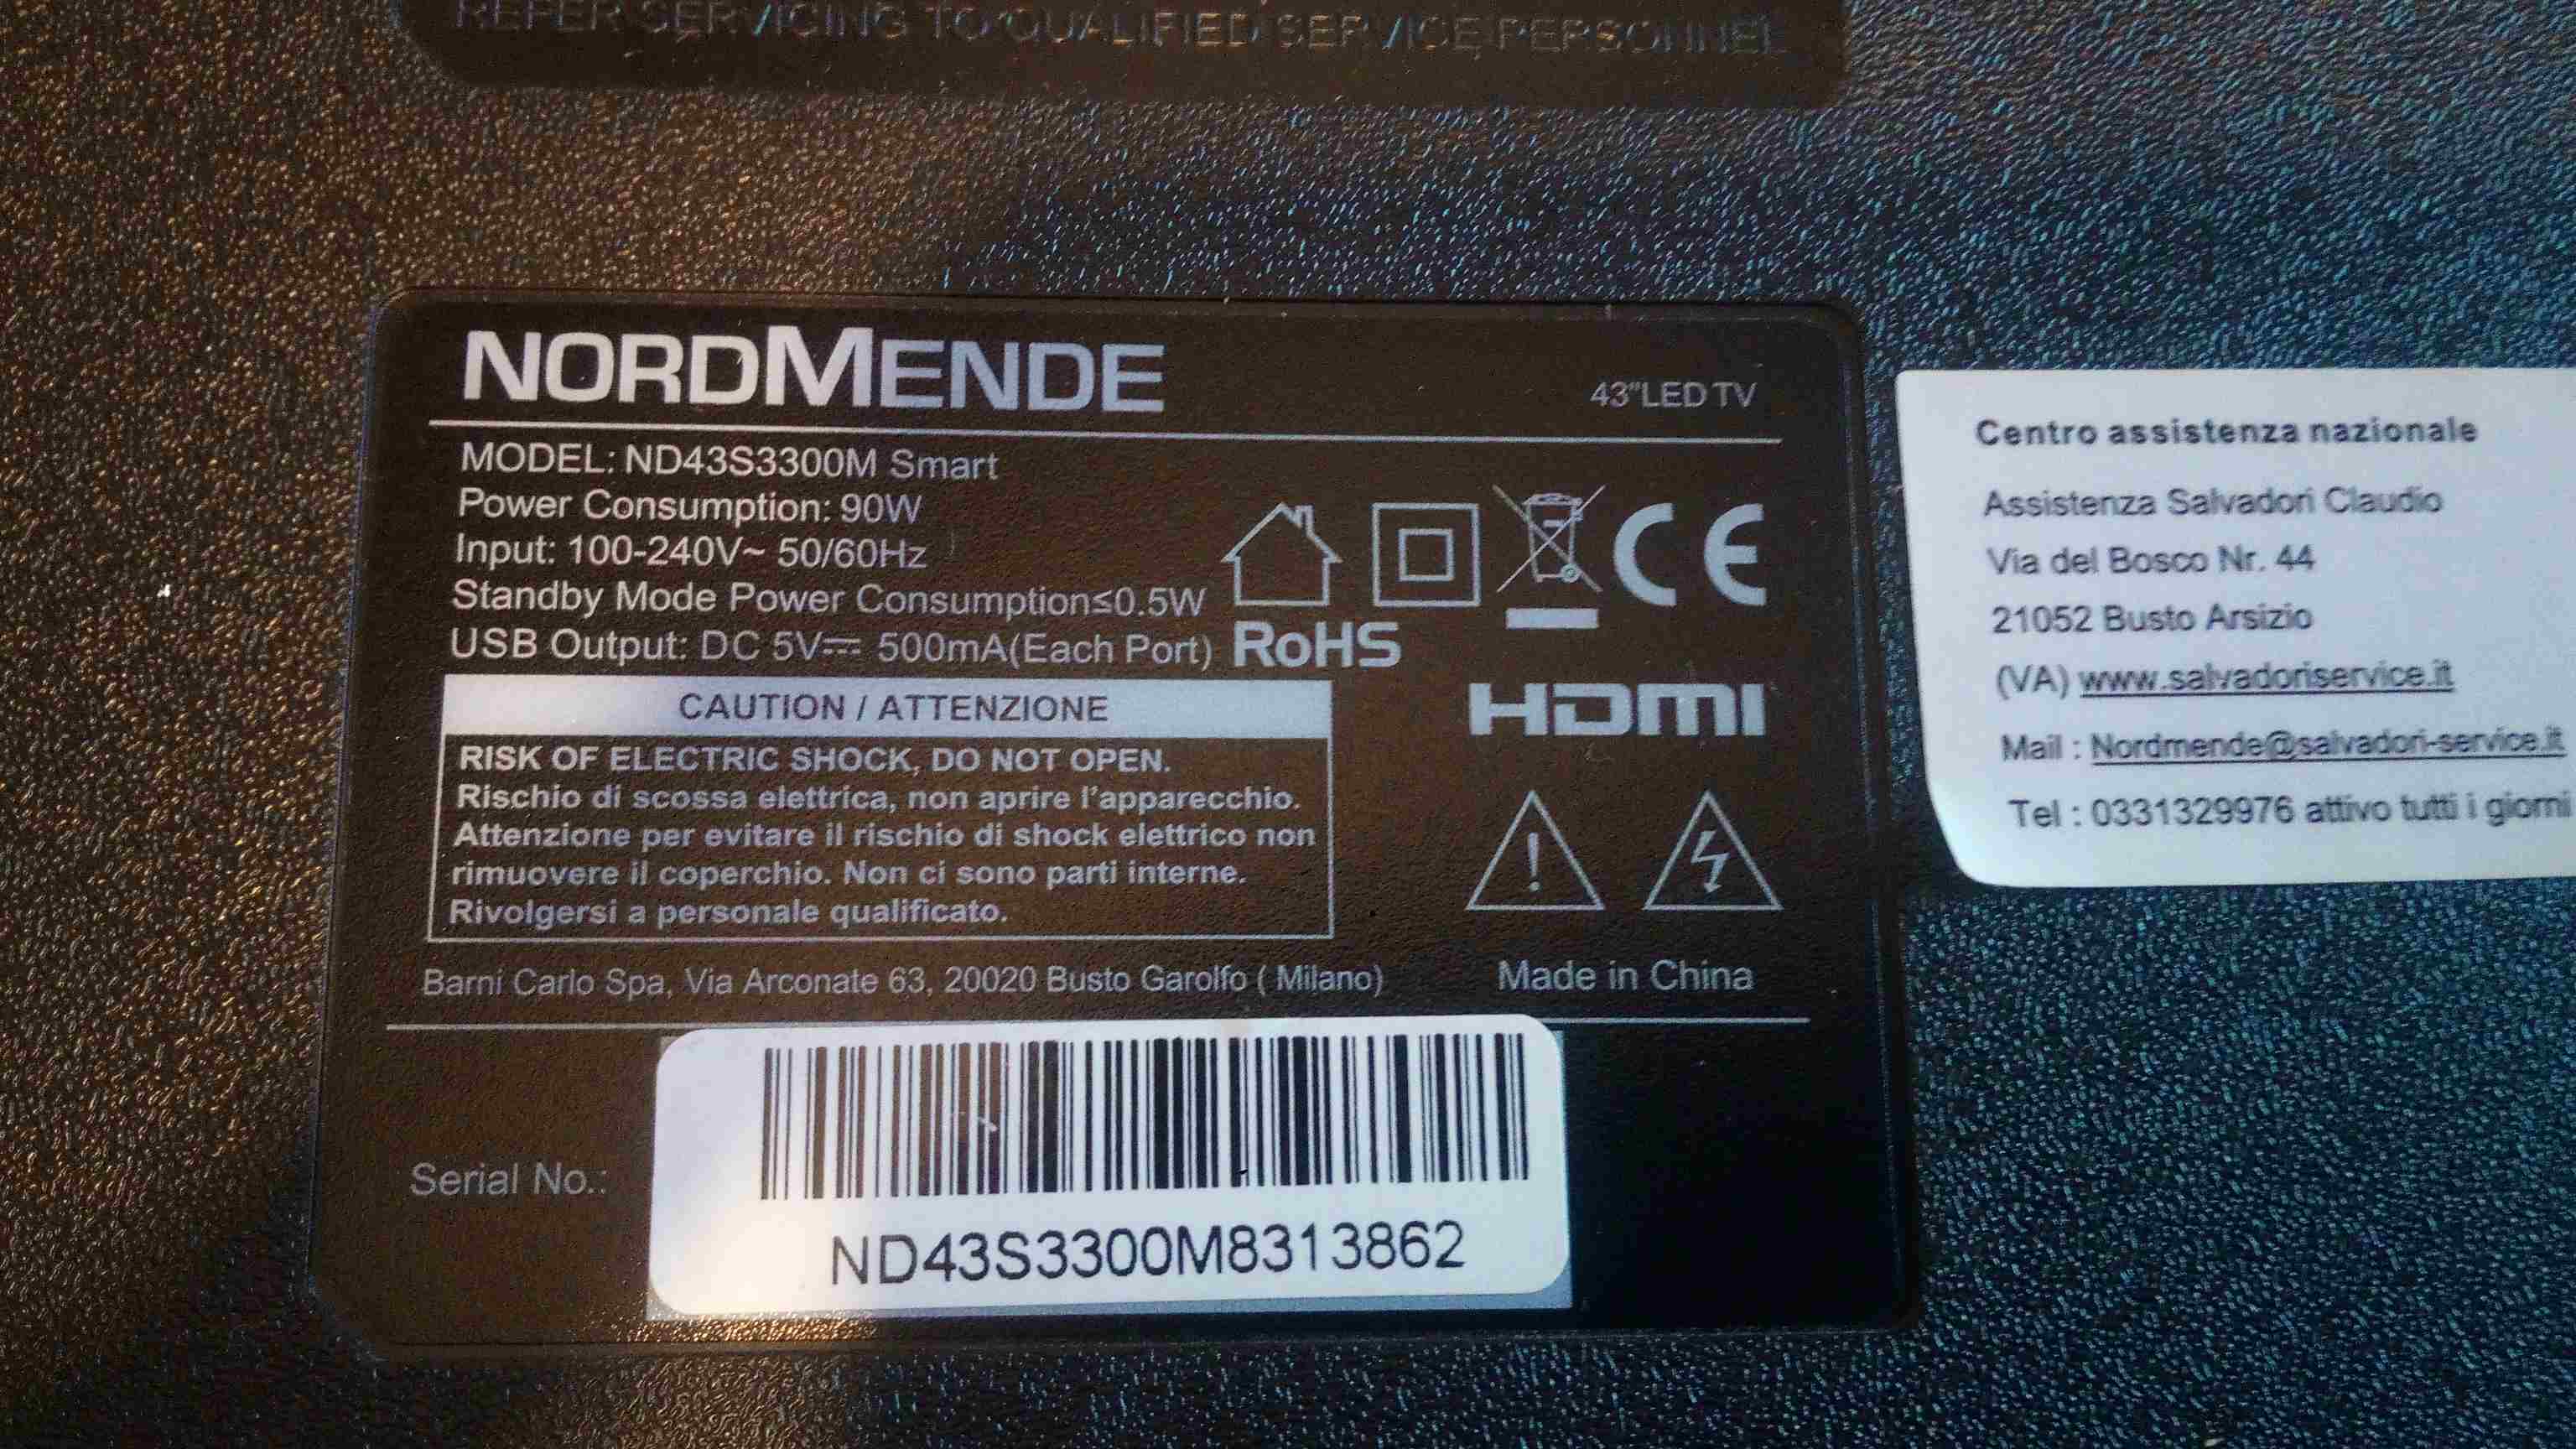 REFER SERVICING TO QUALIFIED SERVICE PERSONNEL
NORDMENDE
43"LED TV
MODEL: ND43S3300M Smart
Power Consumption: 90W
Input: 100-240V~ 50/60Hz
Standby Mode Power Consumption≤0.5W
USB Output: DC 5V⎓ 500mA(Each Port)
RoHS
CE
HDMI
CAUTION / ATTENZIONE
RISK OF ELECTRIC SHOCK, DO NOT OPEN.
Rischio di scossa elettrica, non aprire l'apparecchio.
Attenzione per evitare il rischio di shock elettrico non
rimuovere il coperchio. Non ci sono parti interne.
Rivolgersi a personale qualificato.
Barni Carlo Spa, Via Arconate 63, 20020 Busto Garolfo ( Milano)
Made in China
Serial No.:
ND43S3300M8313862
Centro assistenza nazionale
Assistenza Salvadori Claudio
Via del Bosco Nr. 44
21052 Busto Arsizio
(VA) www.salvadoriservice.it
Mail : Nordmende@salvadori-service.it
Tel : 0331329976 attivo tutti i giorni